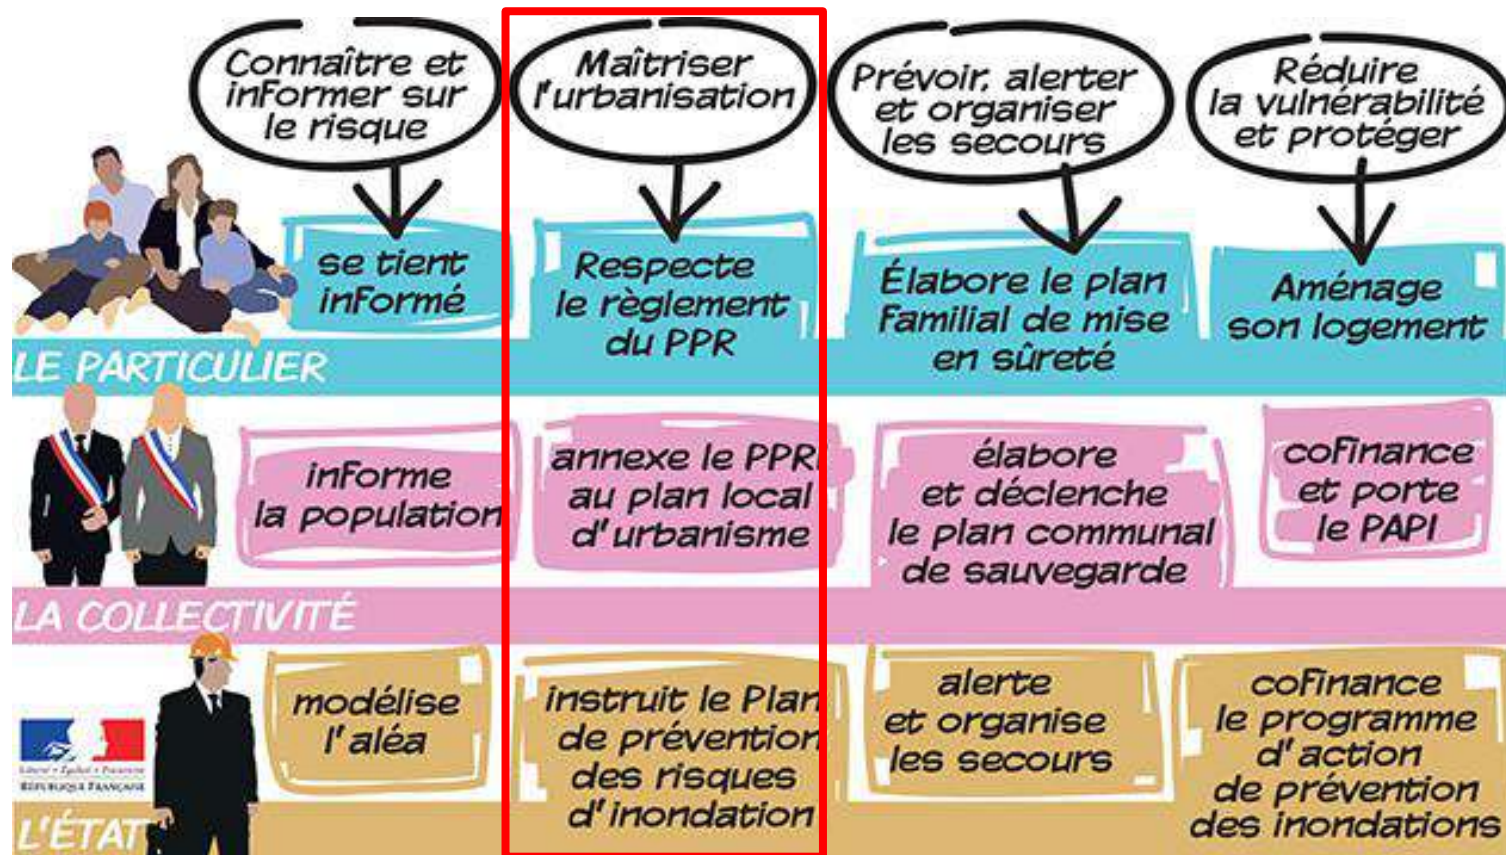 Connaître et
informer sur
le risque
Maîtriser
l'urbanisation
Prévoir, alerter
et organiser
les secours
Réduire
la vulnérabilité
et protéger
se tient
informé
Respecte
le règlement
du PPR
Élabore le plan
familial de mise
en sûreté
Aménage
son logement
LE PARTICULIER
informe
la population
annexe le PPRi
au plan local
d'urbanisme
élabore
et déclenche
le plan communal
de sauvegarde
cofinance
et porte
le PAPI
LA COLLECTIVITÉ
modélise
l'aléa
instruit le Plan
de prévention
des risques
d'inondation
alerte
et organise
les secours
cofinance
le programme
d'action
de prévention
des inondations
Liberté • Égalité • Fraternité
RÉPUBLIQUE FRANÇAISE
L'ÉTAT